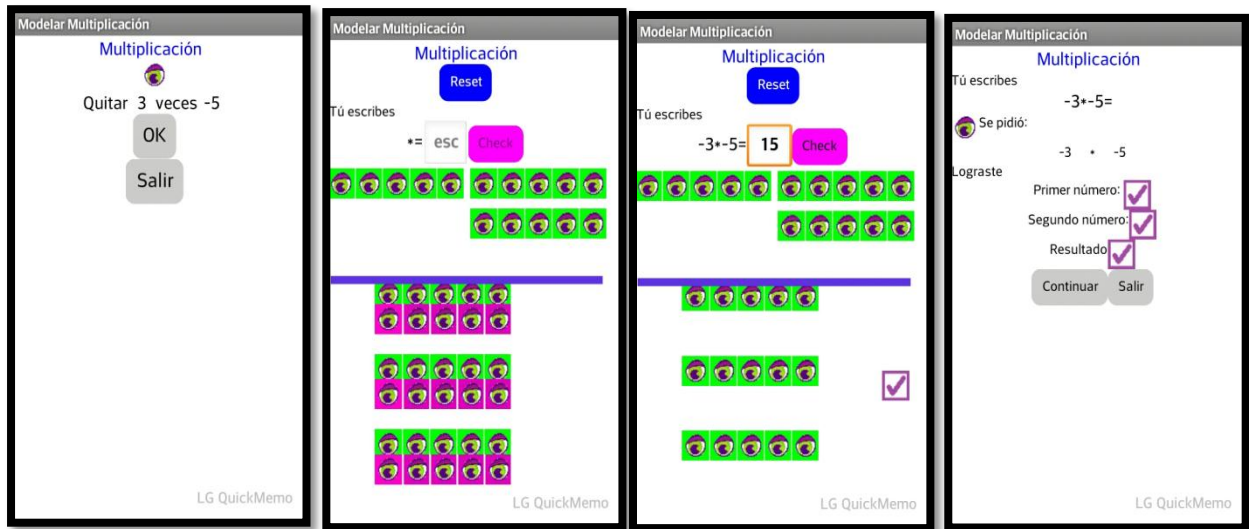 Modelar Multiplicación
Multiplicación
Quitar 3 veces -5
OK
Salir
LG QuickMemo
Modelar Multiplicación
Multiplicación
Reset
Tú escribes
*= esc Check
LG QuickMemo
Modelar Multiplicación
Multiplicación
Reset
Tú escribes
-3*-5= 15 Check
LG QuickMemo
Modelar Multiplicación
Multiplicación
Tú escribes
-3*-5=
Se pidió:
-3 * -5
Lograste
Primer número:
Segundo número:
Resultado
Continuar Salir
LG QuickMemo